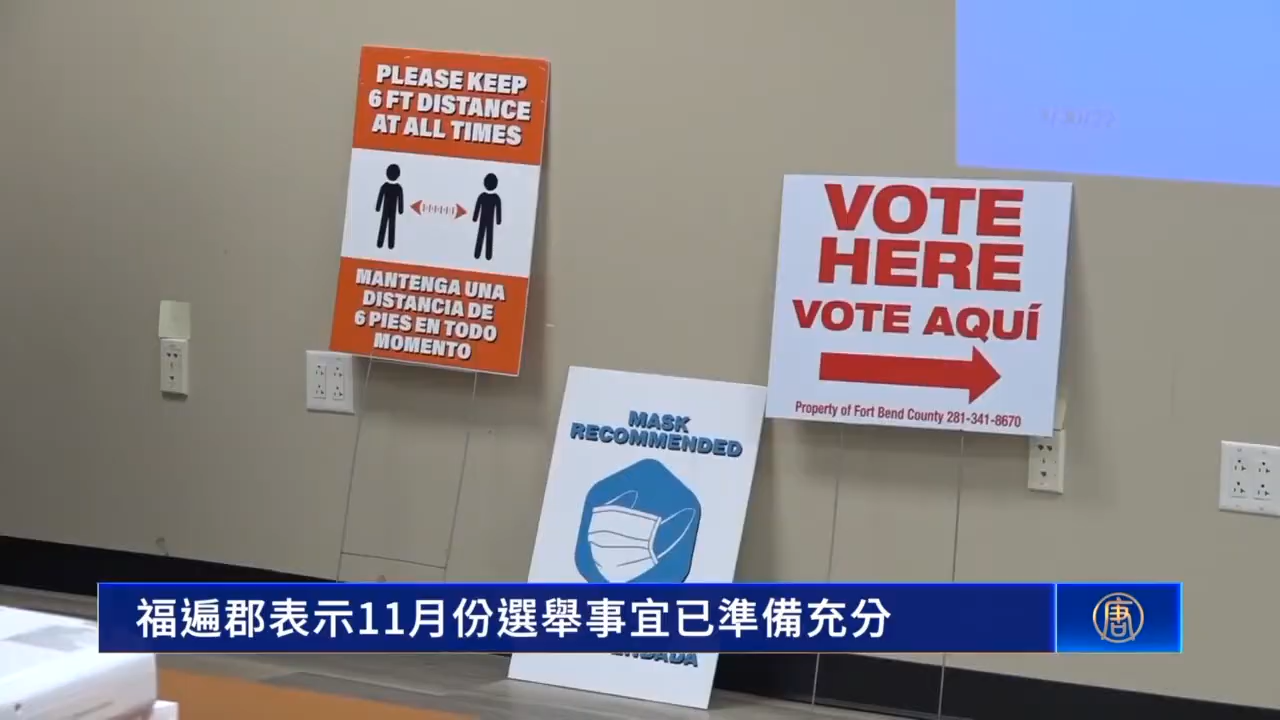 PLEASE KEEP
6 FT DISTANCE
AT ALL TIMES
MANTENGA UNA
DISTANCIA DE
6 PIES EN TODO
MOMENTO
VOTE
HERE
VOTE AQUÍ
Property of Fort Bend County 281-341-8670
MASK
RECOMMENDED
福遍郡表示11月份選舉事宜已準備充分
唐